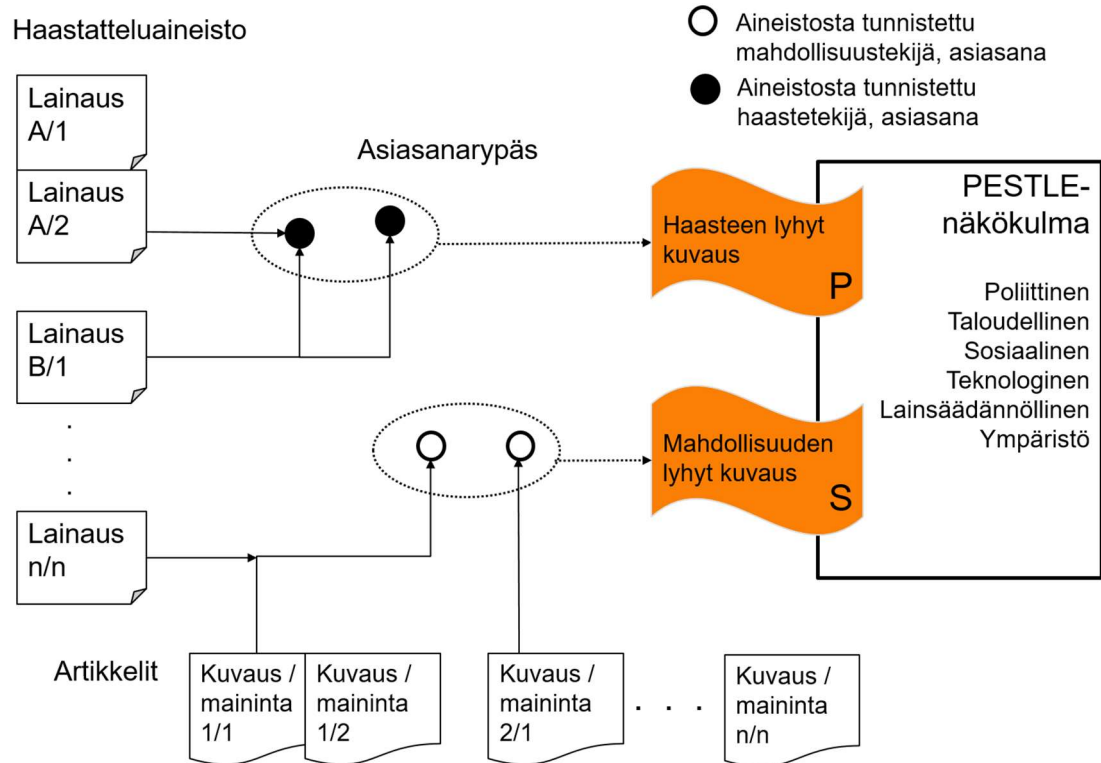 Haastatteluaineisto
Aineistosta tunnistettu
mahdollisuustekijä, asiasana
Aineistosta tunnistettu
haastetekijä, asiasana
Lainaus
A/1
Lainaus
A/2
Asiasanarypäs
Haasteen lyhyt
kuvaus
P
PESTLE-
näkökulma
Poliittinen
Taloudellinen
Sosiaalinen
Teknologinen
Lainsäädännöllinen
Ympäristö
Lainaus
B/1
.
.
.
Mahdollisuuden
lyhyt kuvaus
S
Lainaus
n/n
Artikkelit
Kuvaus /
maininta
1/1
Kuvaus /
maininta
1/2
Kuvaus /
maininta
2/1
. . .
Kuvaus /
maininta
n/n